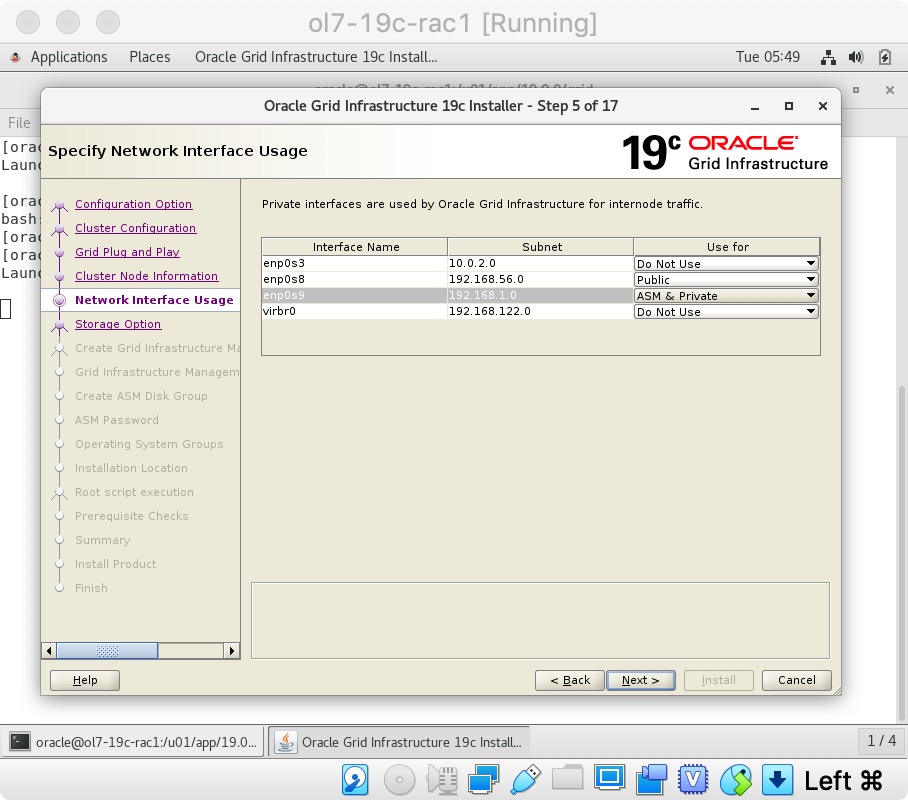 ol7-19c-rac1 [Running]
Applications Places Oracle Grid Infrastructure 19c Install... Tue 05:49
File
Oracle Grid Infrastructure 19c Installer - Step 5 of 17
[orac
Launc
[orac
bash:
[orac
[orac
Launc
Specify Network Interface Usage
19c ORACLE
Grid Infrastructure
Configuration Option
Cluster Configuration
Grid Plug and Play
Cluster Node Information
Network Interface Usage
Storage Option
Create Grid Infrastructure Ma
Grid Infrastructure Managem
Create ASM Disk Group
ASM Password
Operating System Groups
Installation Location
Root script execution
Prerequisite Checks
Summary
Install Product
Finish
Private interfaces are used by Oracle Grid Infrastructure for internode traffic.
Interface Name Subnet Use for
enp0s3 10.0.2.0 Do Not Use
enp0s8 192.168.56.0 Public
enp0s9 192.168.1.0 ASM & Private
virbr0 192.168.122.0 Do Not Use
Help < Back Next > Install Cancel
oracle@ol7-19c-rac1:/u01/app/19.0... Oracle Grid Infrastructure 19c Install... 1 / 4
Left ⌘